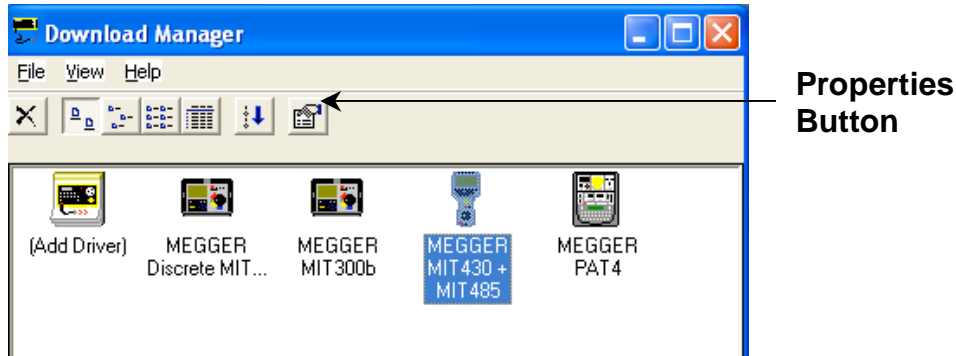 Download Manager
File View Help
Properties
Button
(Add Driver)
MEGGER
Discrete MIT...
MEGGER
MIT300b
MEGGER
MIT430 +
MIT485
MEGGER
PAT4